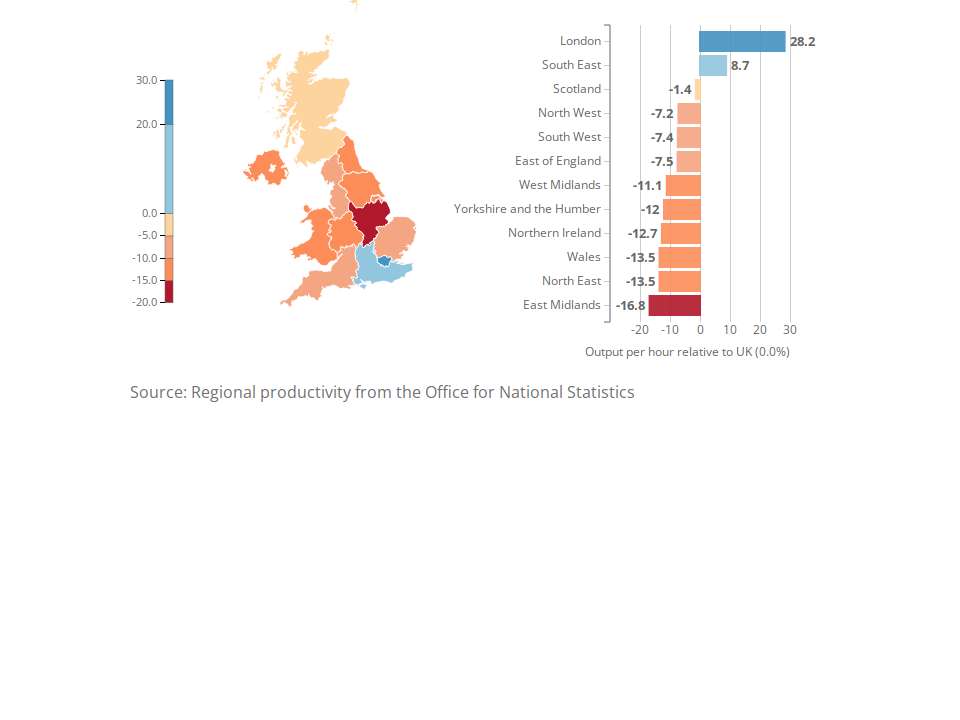 30.0
20.0
0.0
-5.0
-10.0
-15.0
-20.0
London 28.2
South East 8.7
Scotland -1.4
North West -7.2
South West -7.4
East of England -7.5
West Midlands -11.1
Yorkshire and the Humber -12
Northern Ireland -12.7
Wales -13.5
North East -13.5
East Midlands -16.8
-20 -10 0 10 20 30
Output per hour relative to UK (0.0%)
Source: Regional productivity from the Office for National Statistics